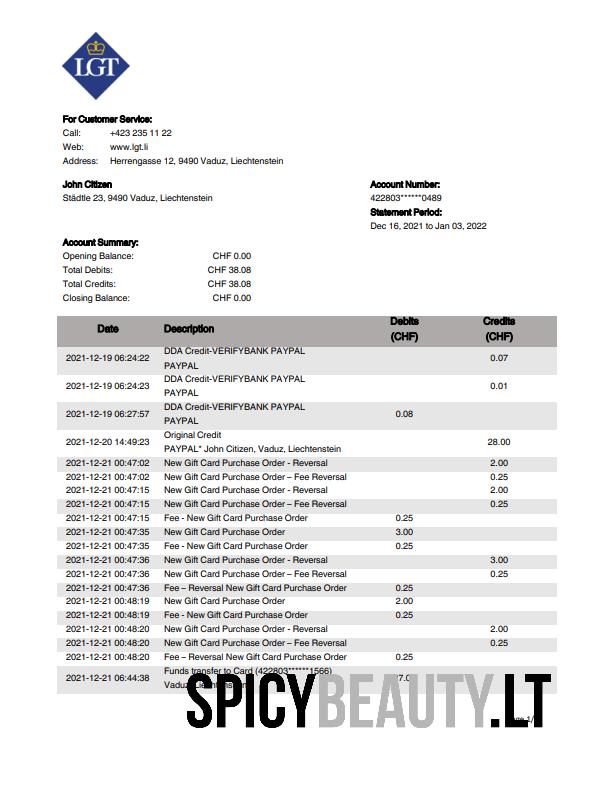 LGT
For Customer Service:
Call: +423 235 11 22
Web: www.lgt.li
Address: Herrengasse 12, 9490 Vaduz, Liechtenstein
John Citizen
Städtle 23, 9490 Vaduz, Liechtenstein
Account Number:
422803******0489
Statement Period:
Dec 16, 2021 to Jan 03, 2022
Account Summary:
Opening Balance: CHF 0.00
Total Debits: CHF 38.08
Total Credits: CHF 38.08
Closing Balance: CHF 0.00
Date Description Debits (CHF) Credits (CHF)
2021-12-19 06:24:22 DDA Credit-VERIFYBANK PAYPAL 0.07
PAYPAL
2021-12-19 06:24:23 DDA Credit-VERIFYBANK PAYPAL 0.01
PAYPAL
2021-12-19 06:27:57 DDA Credit-VERIFYBANK PAYPAL 0.08
PAYPAL
2021-12-20 14:49:23 Original Credit 28.00
PAYPAL* John Citizen, Vaduz, Liechtenstein
2021-12-21 00:47:02 New Gift Card Purchase Order - Reversal 2.00
2021-12-21 00:47:02 New Gift Card Purchase Order – Fee Reversal 0.25
2021-12-21 00:47:15 New Gift Card Purchase Order - Reversal 2.00
2021-12-21 00:47:15 New Gift Card Purchase Order – Fee Reversal 0.25
2021-12-21 00:47:15 Fee - New Gift Card Purchase Order 0.25
2021-12-21 00:47:35 New Gift Card Purchase Order 3.00
2021-12-21 00:47:35 Fee - New Gift Card Purchase Order 0.25
2021-12-21 00:47:36 New Gift Card Purchase Order - Reversal 3.00
2021-12-21 00:47:36 New Gift Card Purchase Order – Fee Reversal 0.25
2021-12-21 00:47:36 Fee – Reversal New Gift Card Purchase Order 0.25
2021-12-21 00:48:19 New Gift Card Purchase Order 2.00
2021-12-21 00:48:19 Fee - New Gift Card Purchase Order 0.25
2021-12-21 00:48:20 New Gift Card Purchase Order - Reversal 2.00
2021-12-21 00:48:20 New Gift Card Purchase Order – Fee Reversal 0.25
2021-12-21 00:48:20 Fee – Reversal New Gift Card Purchase Order 0.25
2021-12-21 06:44:38 Funds transfer to Card (422803******1566)
SPICYBEAUTY.LT